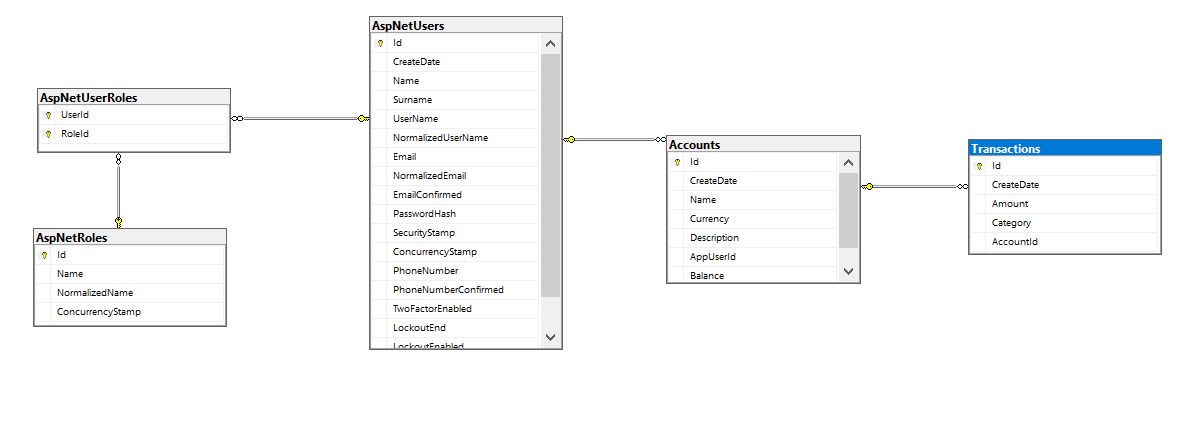 AspNetUserRoles
UserId
RoleId
AspNetRoles
Id
Name
NormalizedName
ConcurrencyStamp
AspNetUsers
Id
CreateDate
Name
Surname
UserName
NormalizedUserName
Email
NormalizedEmail
EmailConfirmed
PasswordHash
SecurityStamp
ConcurrencyStamp
PhoneNumber
PhoneNumberConfirmed
TwoFactorEnabled
LockoutEnd
LockoutEnabled
Accounts
Id
CreateDate
Name
Currency
Description
AppUserId
Balance
Transactions
Id
CreateDate
Amount
Category
AccountId